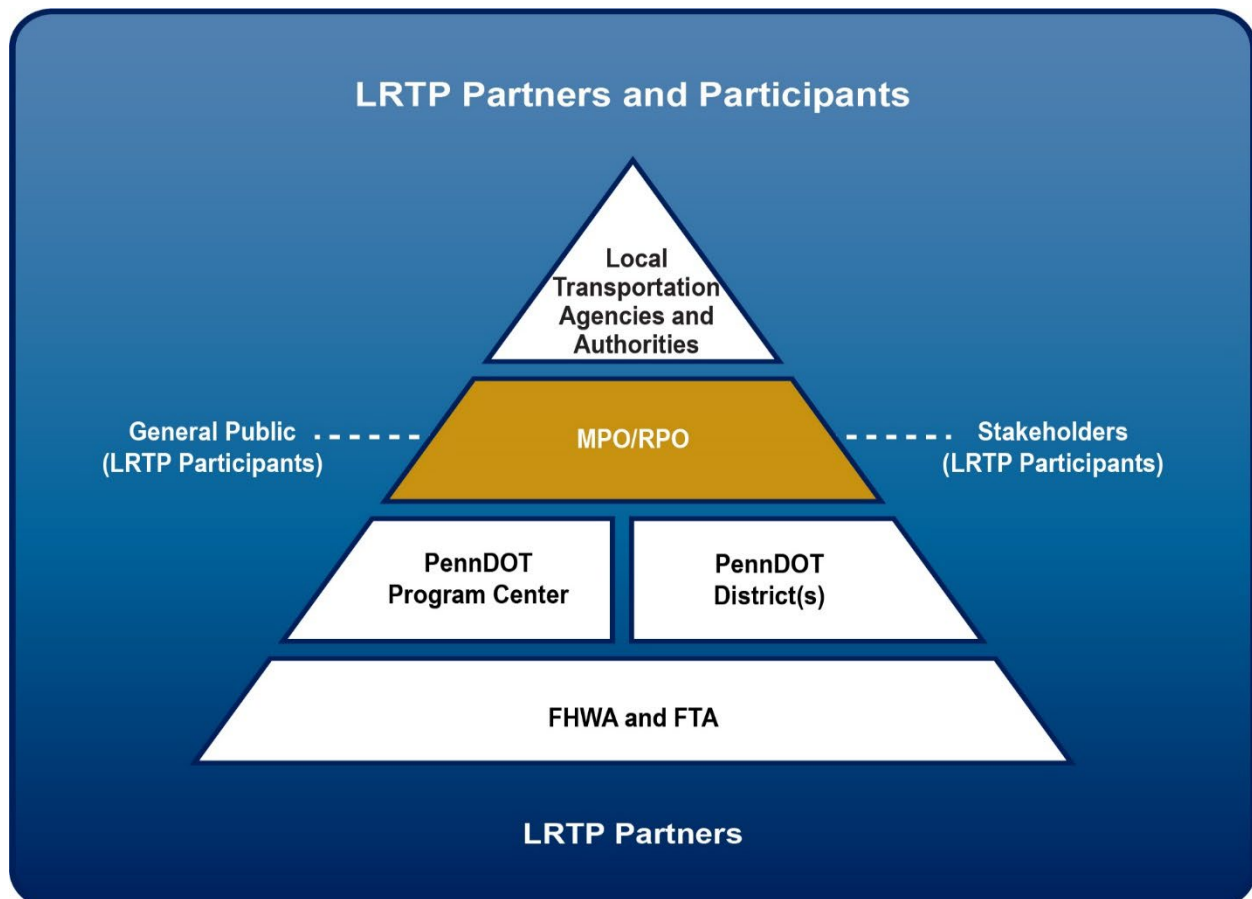 LRTP Partners and Participants
Local
Transportation
Agencies and
Authorities
General Public
(LRTP Participants)
MPO/RPO
Stakeholders
(LRTP Participants)
PennDOT
Program Center
PennDOT
District(s)
FHWA and FTA
LRTP Partners